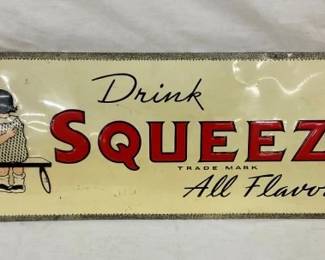 Drink
SQUEEZ
TRADE MARK
All Flavo